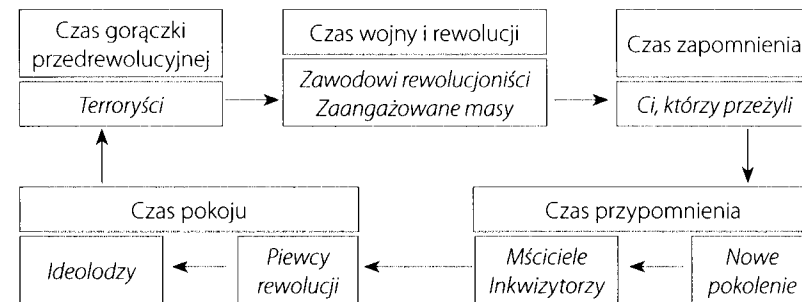 Czas gorączki
przedrewolucyjnej
Terroryści
Czas wojny i rewolucji
Zawodowi rewolucjoniści
Zaangażowane masy
Czas zapomnienia
Ci, którzy przeżyli
Czas pokoju
Ideolodzy
Piewcy
rewolucji
Czas przypomnienia
Mściciele
Inkwizytorzy
Nowe
pokolenie